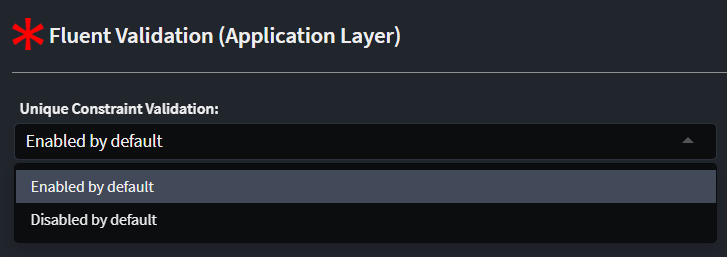 Fluent Validation (Application Layer)
Unique Constraint Validation:
Enabled by default
Enabled by default
Disabled by default